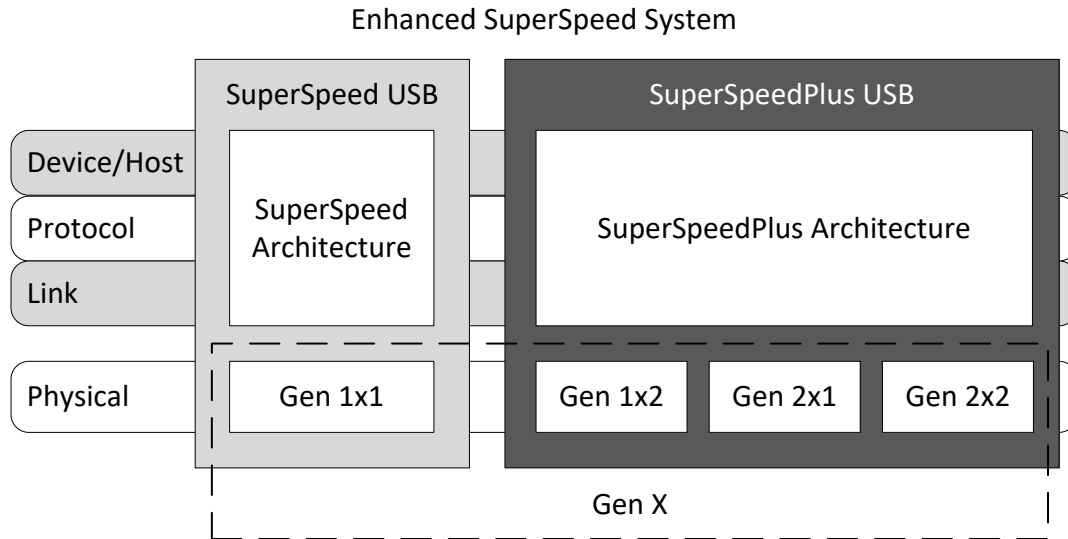 Enhanced SuperSpeed System
SuperSpeed USB
SuperSpeedPlus USB
Device/Host
Protocol
Link
SuperSpeed
Architecture
SuperSpeedPlus Architecture
Physical
Gen 1x1
Gen 1x2
Gen 2x1
Gen 2x2
Gen X